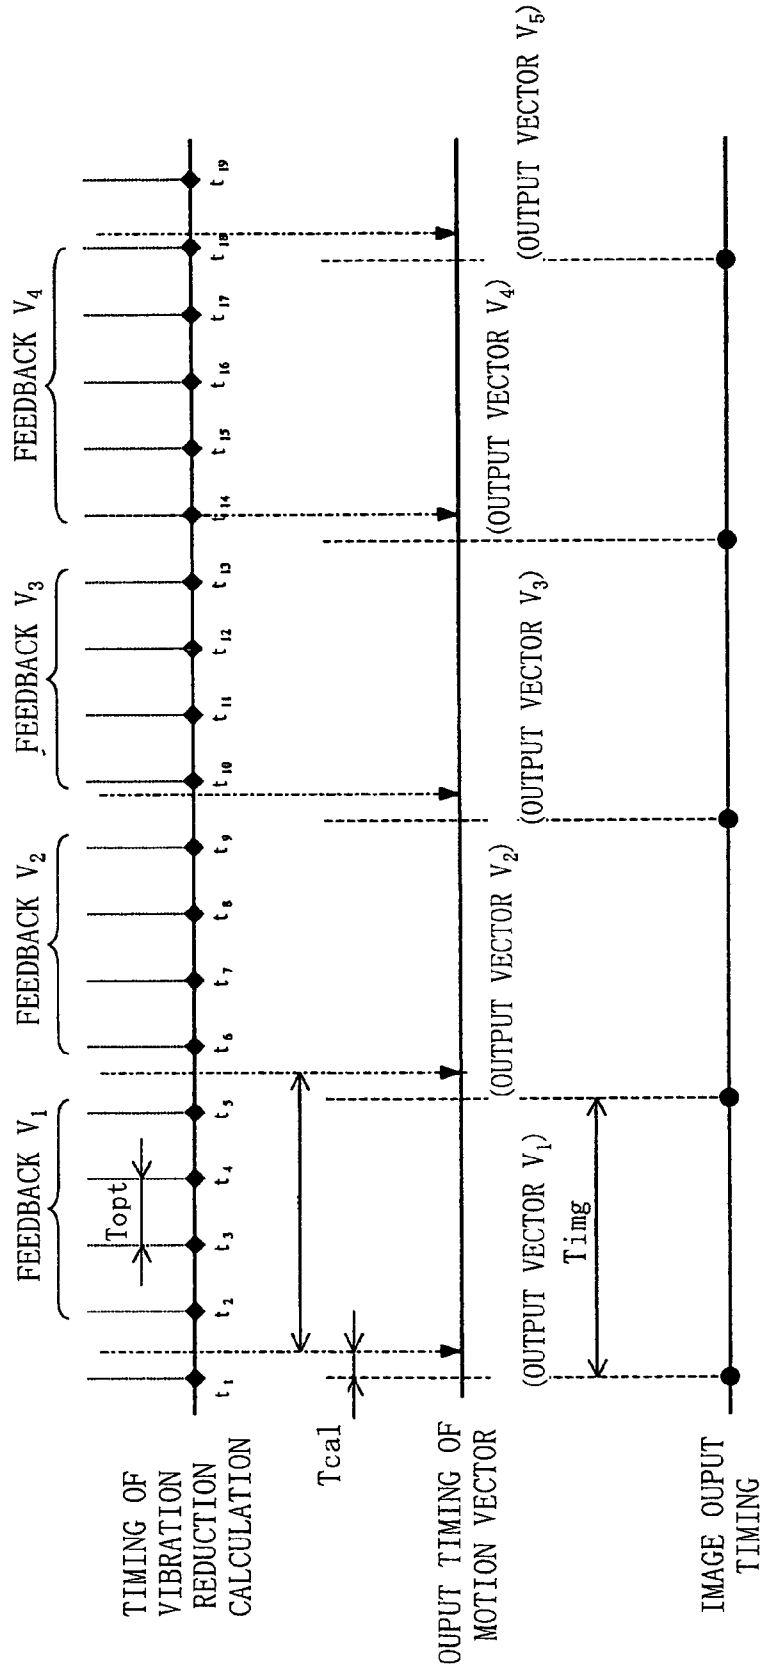 FEEDBACK V1
FEEDBACK V2
FEEDBACK V3
FEEDBACK V4
Topt
TIMING OF
VIBRATION
REDUCTION
CALCULATION
t1
t2
t3
t4
t5
t6
t7
t8
t9
t10
t11
t12
t13
t14
t15
t16
t17
t18
t19
Tcal
OUPUT TIMING OF
MOTION VECTOR
(OUTPUT VECTOR V1)
(OUTPUT VECTOR V2)
(OUTPUT VECTOR V3)
(OUTPUT VECTOR V4)
(OUTPUT VECTOR V5)
Timg
IMAGE OUPUT
TIMING